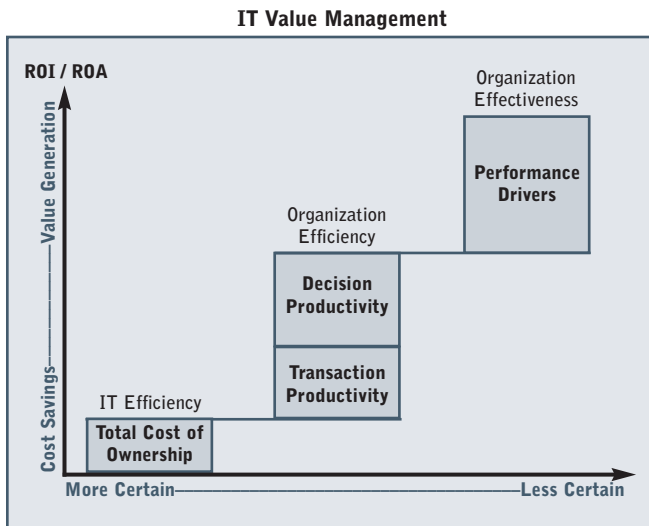 IT Value Management
ROI / ROA
Organization
Effectiveness
Performance
Drivers
Organization
Efficiency
Decision
Productivity
Transaction
Productivity
IT Efficiency
Total Cost of
Ownership
Cost Savings Value Generation
More Certain Less Certain